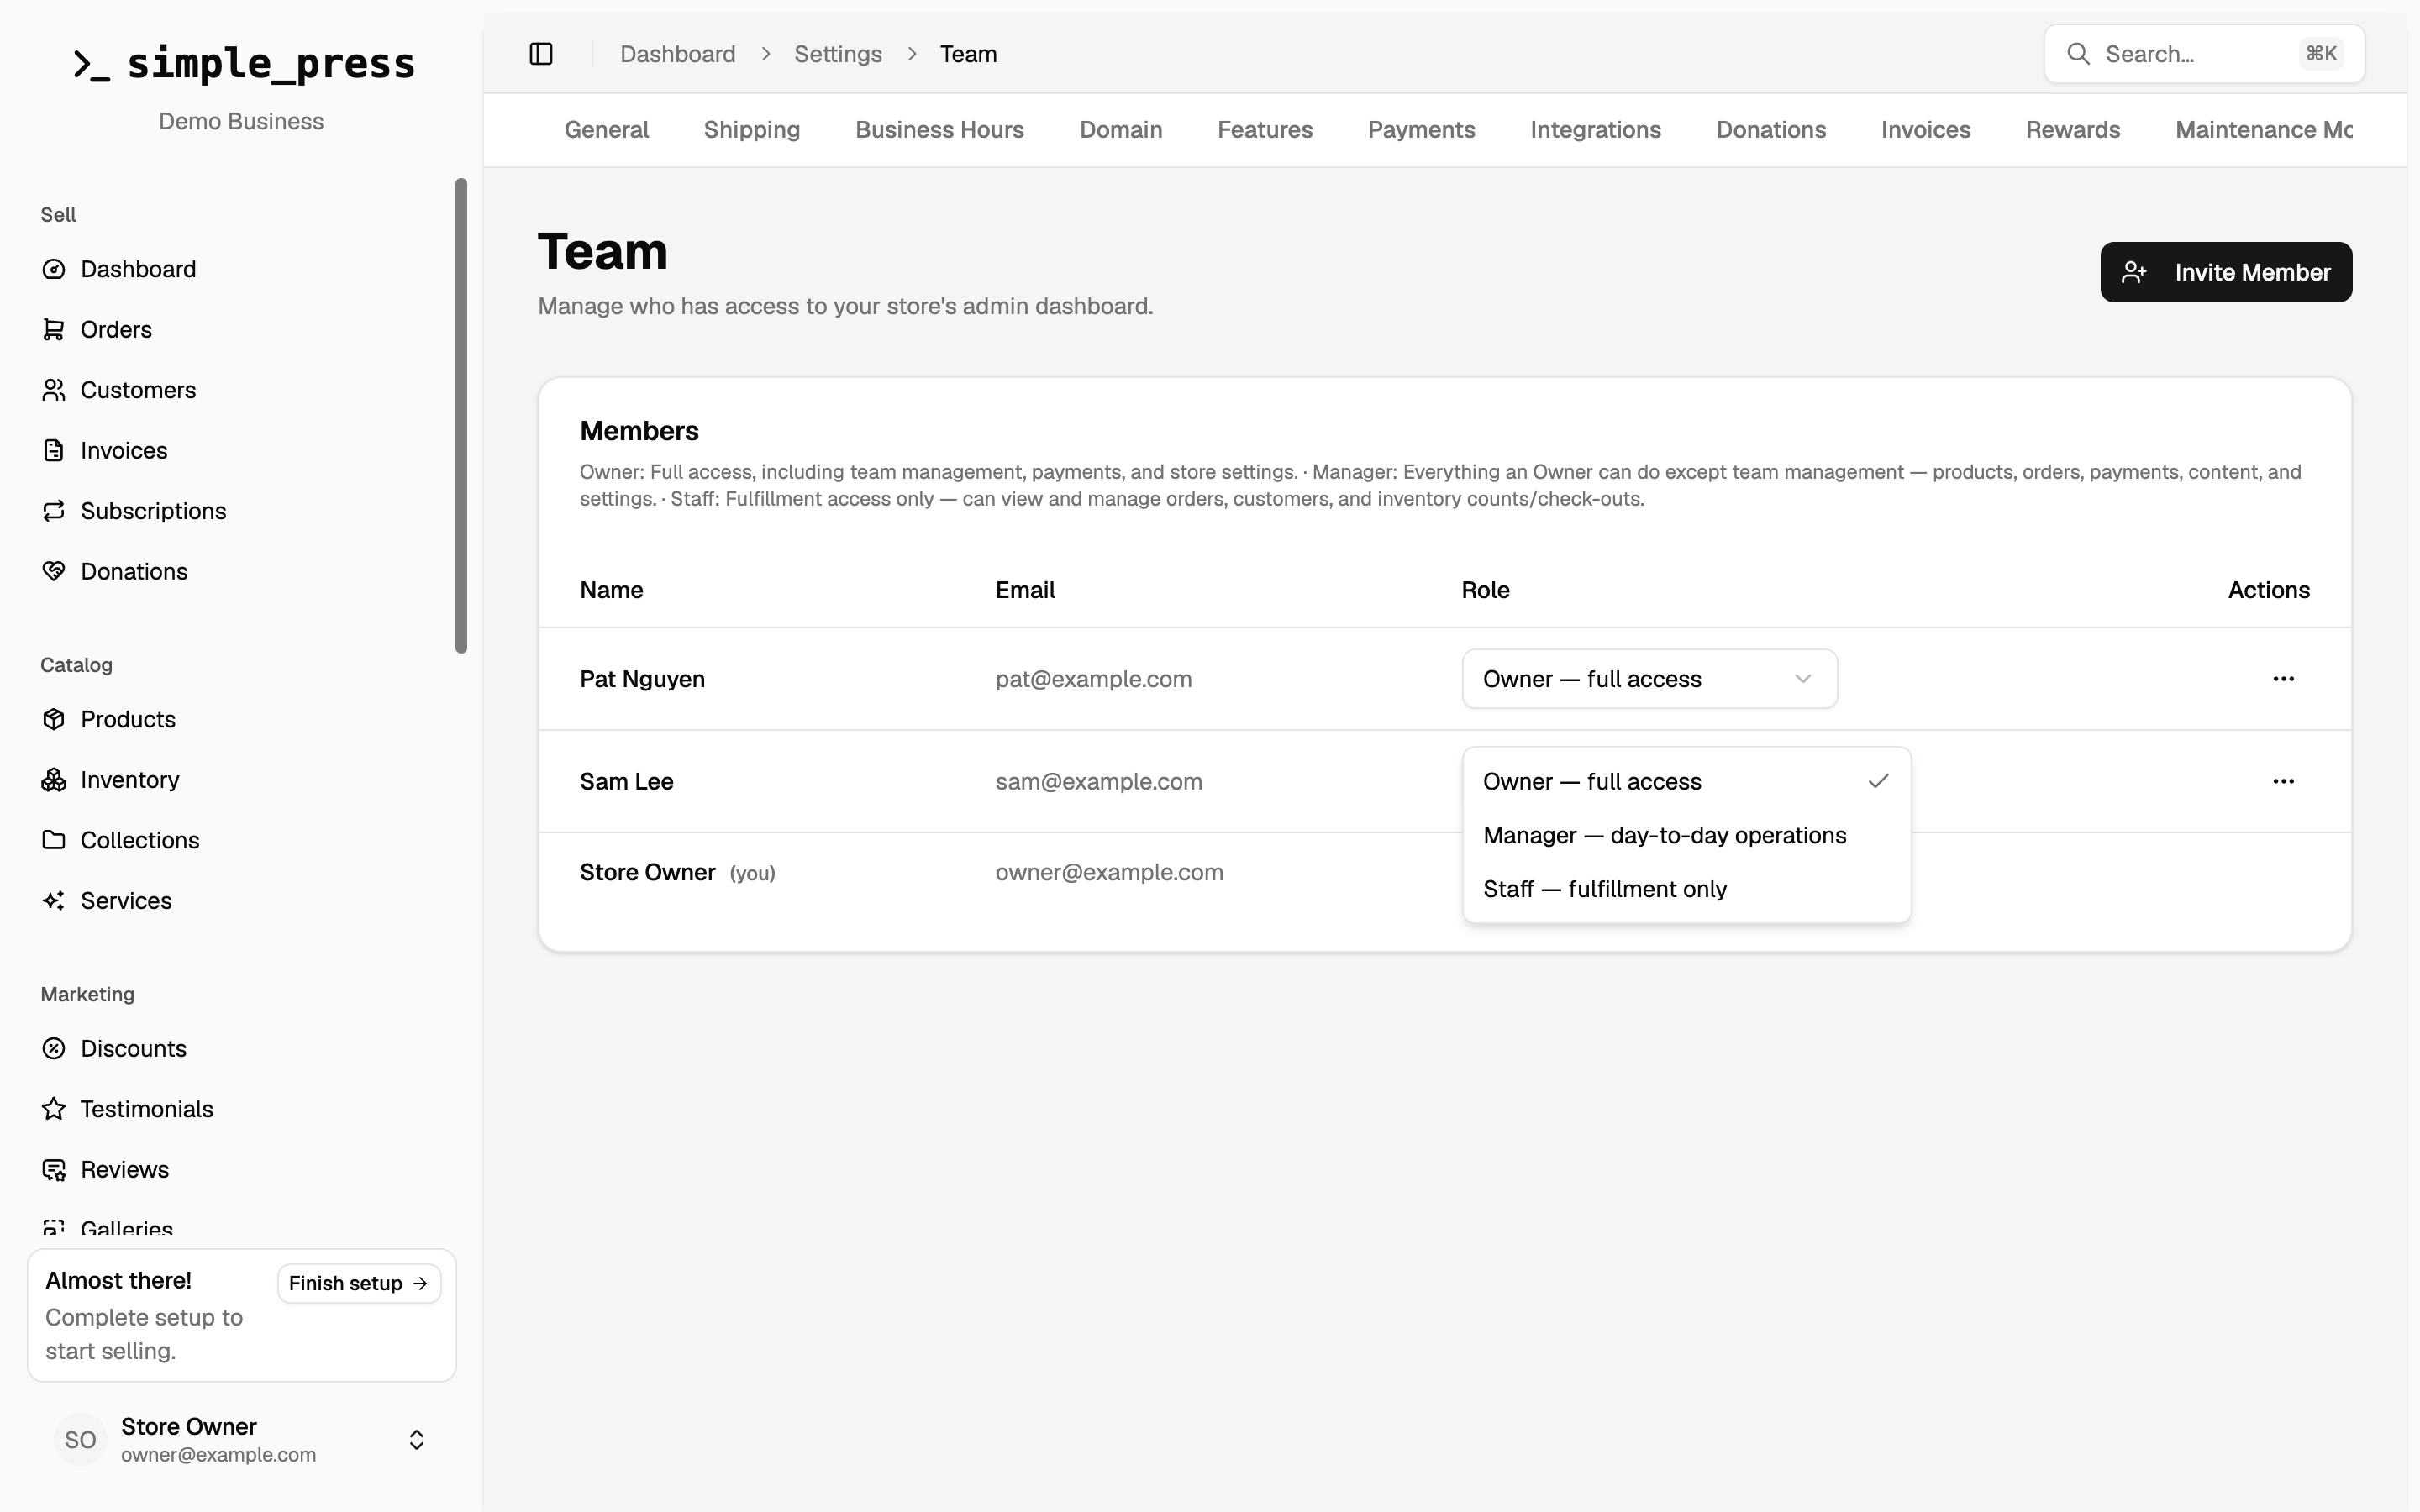 >_ simple_press
Demo Business
Sell
Dashboard
Orders
Customers
Invoices
Subscriptions
Donations
Catalog
Products
Inventory
Collections
Services
Marketing
Discounts
Testimonials
Reviews
Galleries
Almost there!
Finish setup →
Complete setup to
start selling.
SO
Store Owner
owner@example.com
Dashboard > Settings > Team
Search... ⌘K
General Shipping Business Hours Domain Features Payments Integrations Donations Invoices Rewards Maintenance Mo
Team
Manage who has access to your store's admin dashboard.
Invite Member
Members
Owner: Full access, including team management, payments, and store settings. · Manager: Everything an Owner can do except team management — products, orders, payments, content, and
settings. · Staff: Fulfillment access only — can view and manage orders, customers, and inventory counts/check-outs.
Name Email Role Actions
Pat Nguyen pat@example.com Owner — full access
Sam Lee sam@example.com
Owner — full access
Manager — day-to-day operations
Staff — fulfillment only
Store Owner (you) owner@example.com